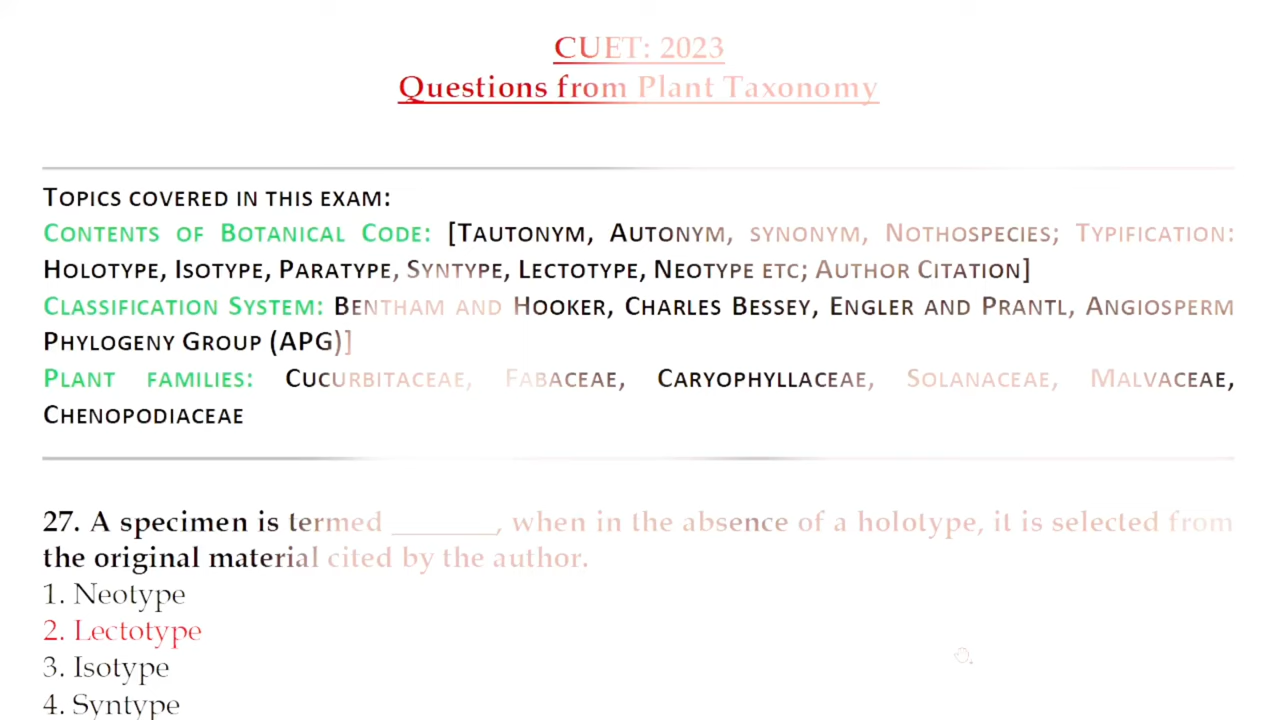 CUET: 2023
Questions from Plant Taxonomy
TOPICS COVERED IN THIS EXAM:
CONTENTS OF BOTANICAL CODE: [TAUTONYM, AUTONYM, SYNONYM, NOTHOSPECIES; TYPIFICATION:
HOLOTYPE, ISOTYPE, PARATYPE, SYNTYPE, LECTOTYPE, NEOTYPE ETC; AUTHOR CITATION]
CLASSIFICATION SYSTEM: BENTHAM AND HOOKER, CHARLES BESSEY, ENGLER AND PRANTL, ANGIOSPERM
PHYLOGENY GROUP (APG)]
PLANT FAMILIES: CUCURBITACEAE, FABACEAE, CARYOPHYLLACEAE, SOLANACEAE, MALVACEAE,
CHENOPODIACEAE
27. A specimen is termed _______, when in the absence of a holotype, it is selected from
the original material cited by the author.
1. Neotype
2. Lectotype
3. Isotype
4. Syntype